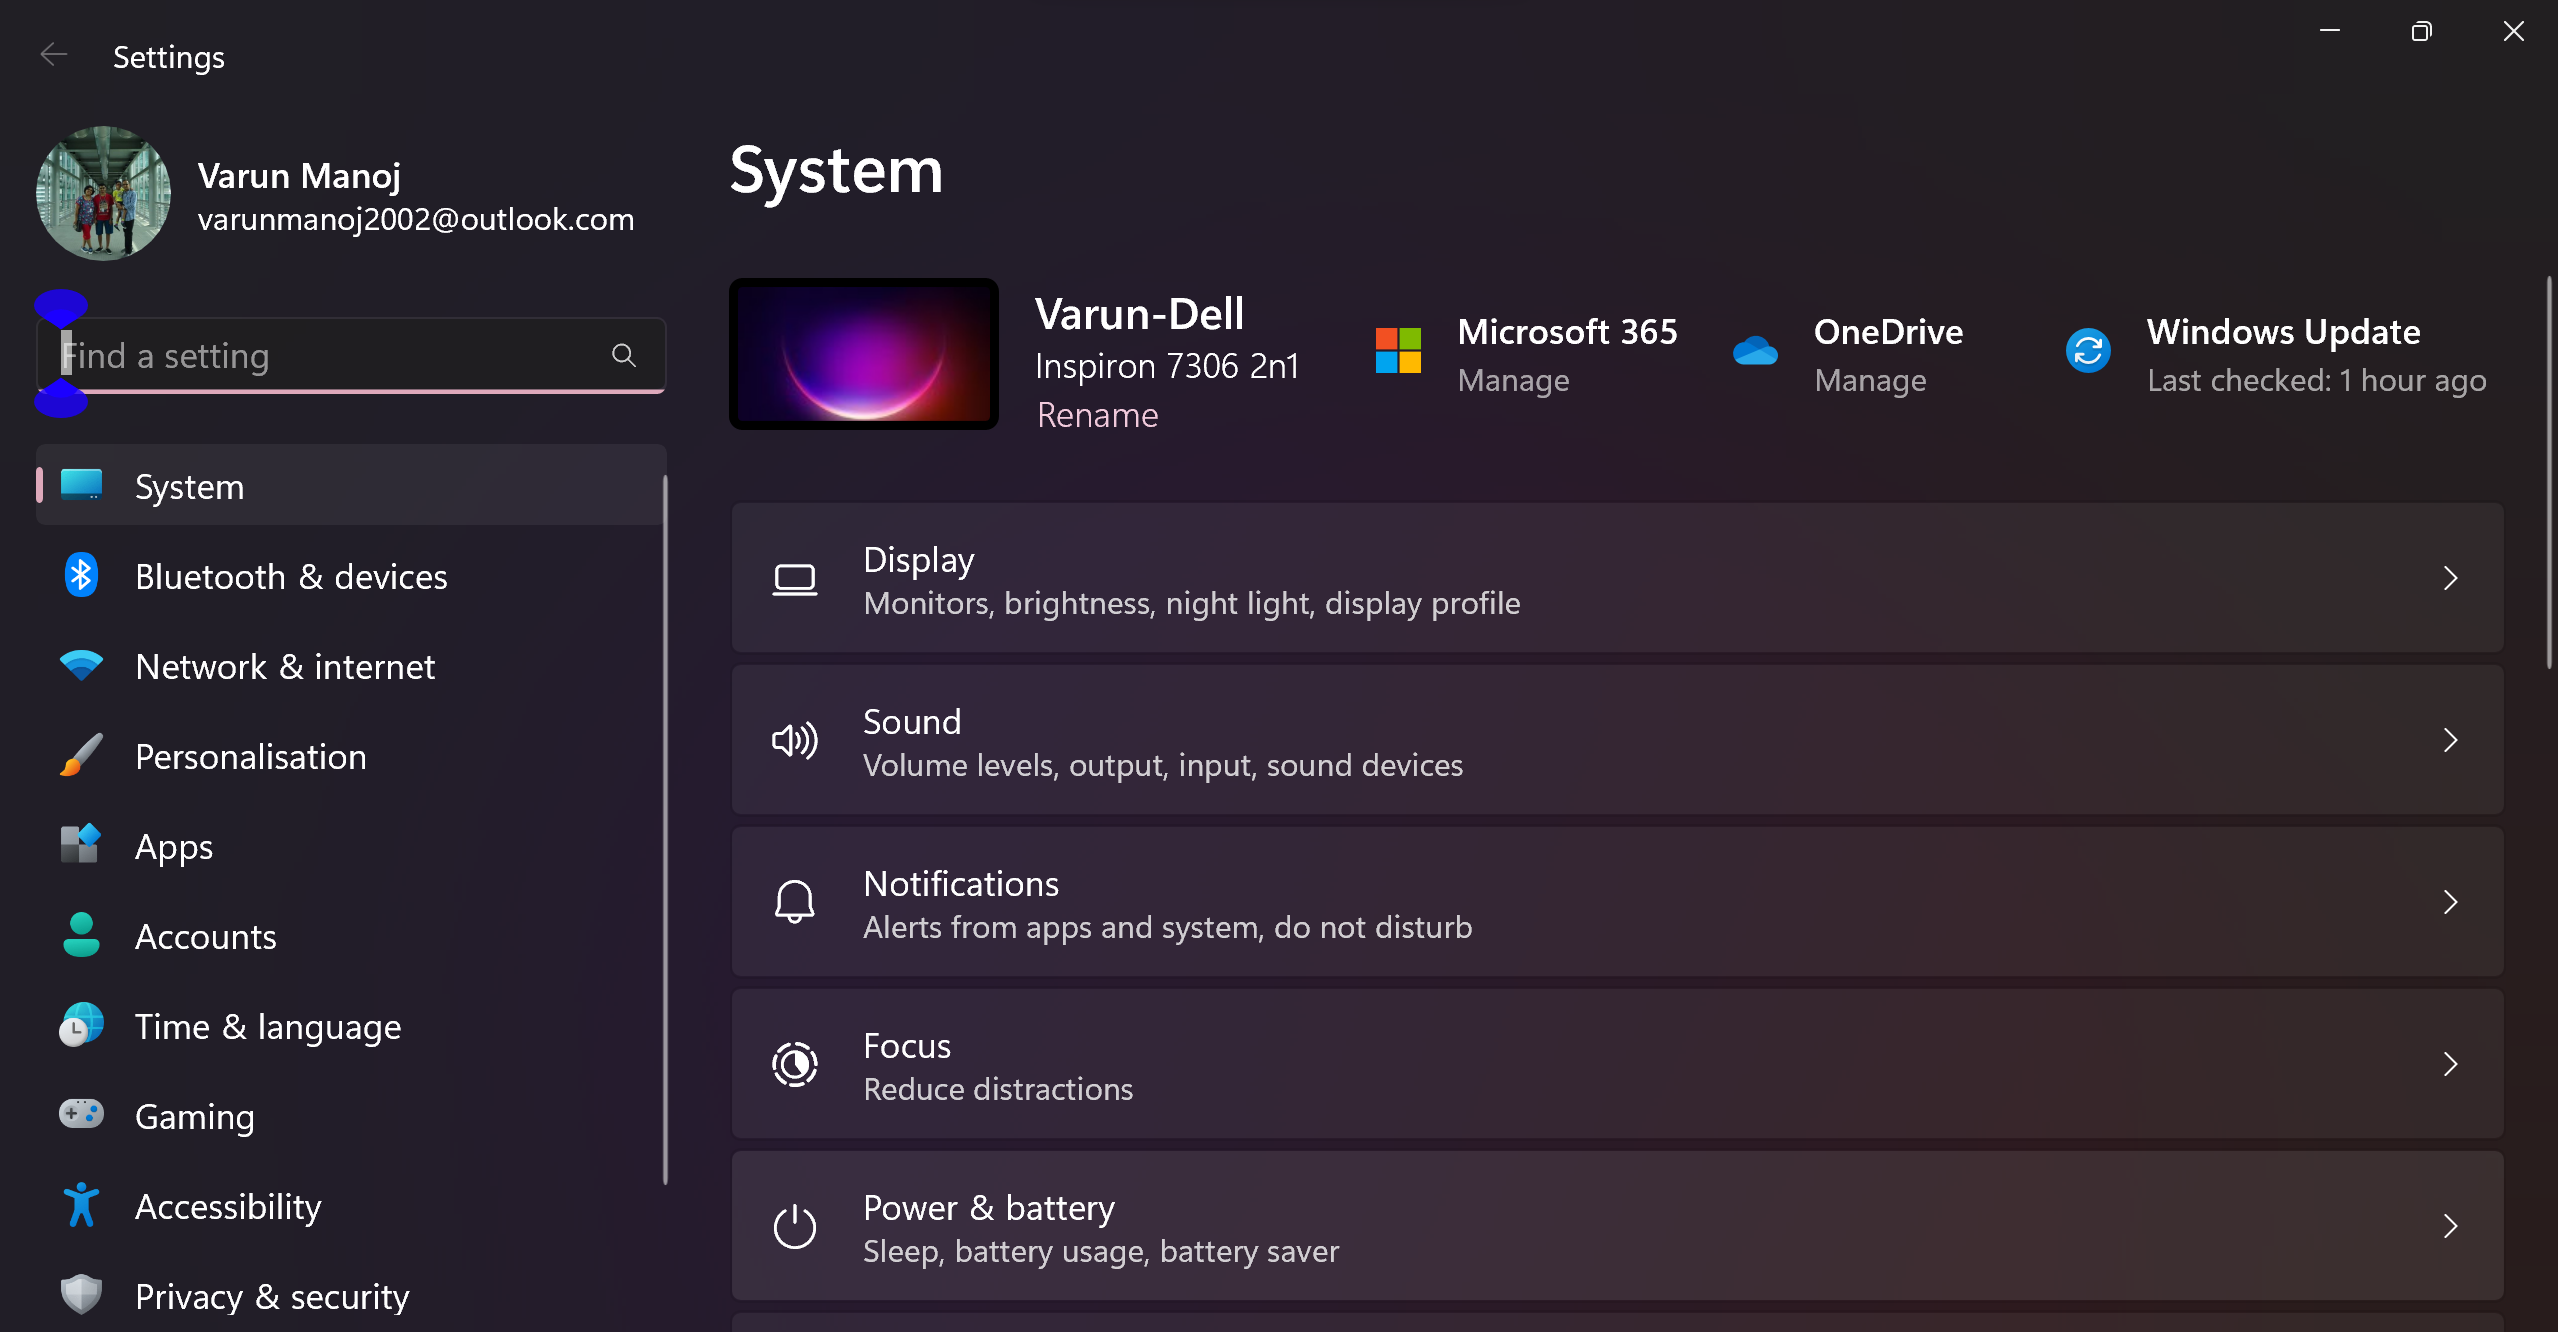 Settings
Varun Manoj
varunmanoj2002@outlook.com
Find a setting
System
Bluetooth & devices
Network & internet
Personalisation
Apps
Accounts
Time & language
Gaming
Accessibility
Privacy & security
System
Varun-Dell
Inspiron 7306 2n1
Rename
Microsoft 365
Manage
OneDrive
Manage
Windows Update
Last checked: 1 hour ago
Display
Monitors, brightness, night light, display profile
Sound
Volume levels, output, input, sound devices
Notifications
Alerts from apps and system, do not disturb
Focus
Reduce distractions
Power & battery
Sleep, battery usage, battery saver